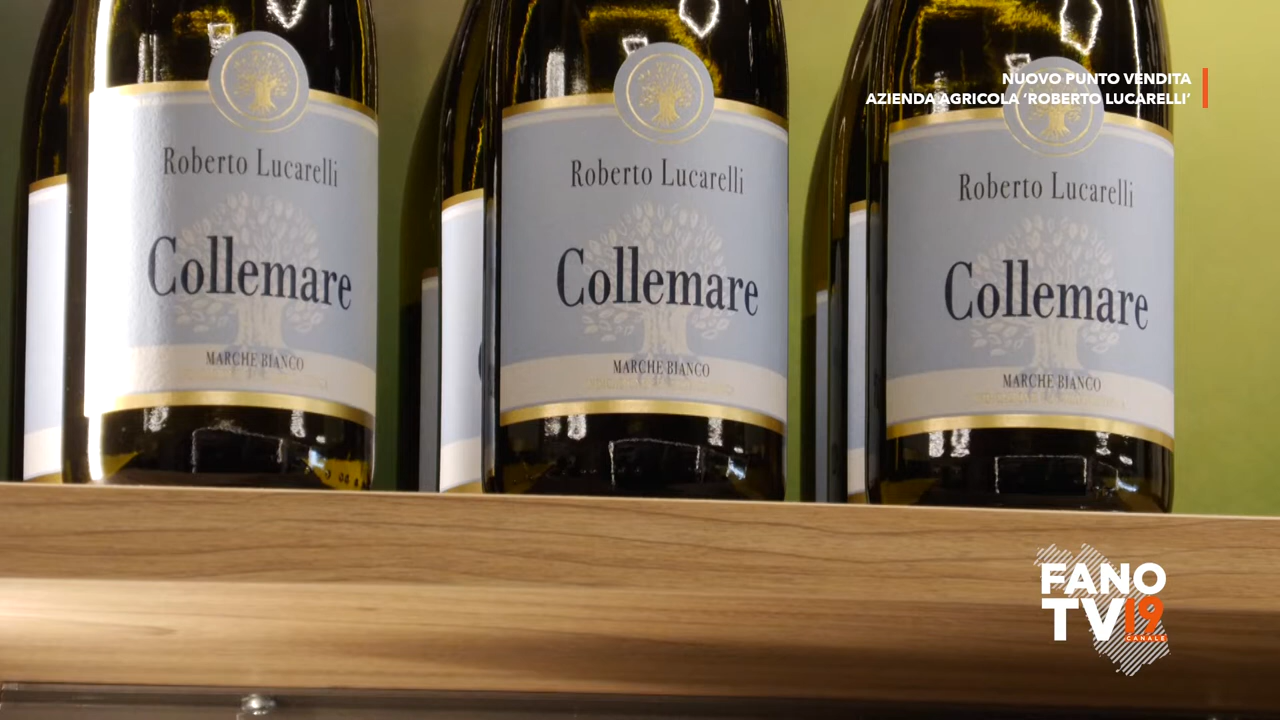 NUOVO PUNTO VENDITA
AZIENDA AGRICOLA ‘ROBERTO LUCARELLI’
Roberto Lucarelli
Collemare
MARCHE BIANCO
Roberto Lucarelli
Collemare
MARCHE BIANCO
Roberto Lucarelli
Collemare
MARCHE BIANCO
FANO
TV19
CANALE